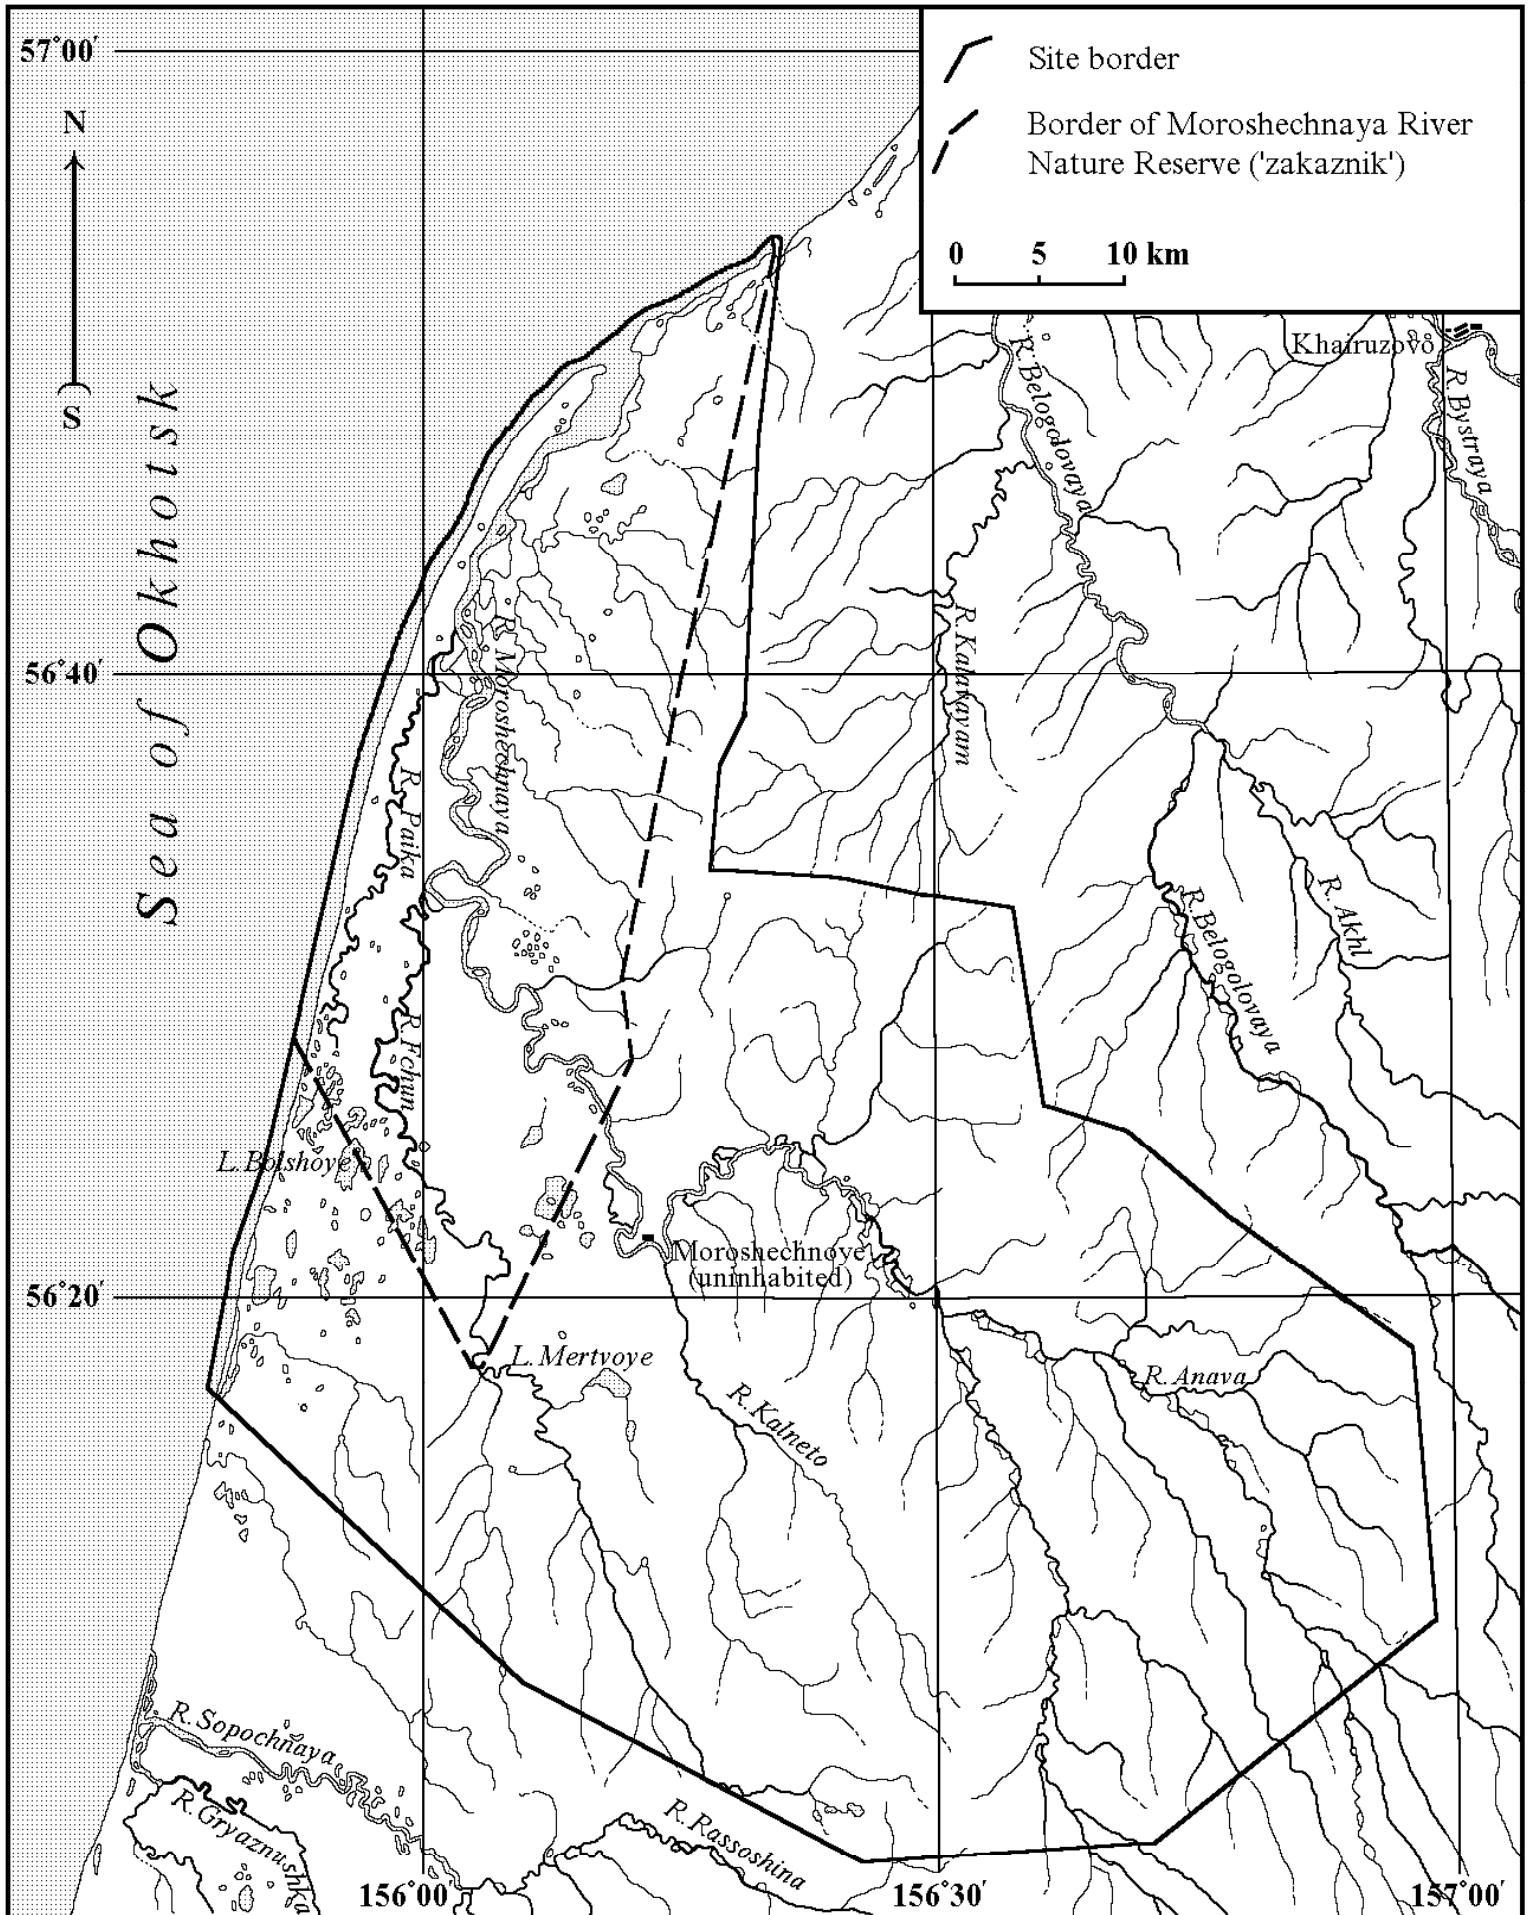 57°00′
Site border
Border of Moroshechnaya River
Nature Reserve ('zakaznik')
0 5 10 km
N
S
Sea of Okhotsk
Khairuzovo
R. Belogolovaya
R. Bystraya
R. Kalavayam
56°40′
R. Moroshechnaya
R. Paika
R. Belogolovaya
R. Akhl
R. Fchun
L. Bolshoye
Moroshechnoye
(uninhabited)
56°20′
L. Mertvoye
R. Anava
R. Kalneto
R. Sopochnaya
R. Gryaznushka
R. Rassoshina
156°00′
156°30′
157°00′